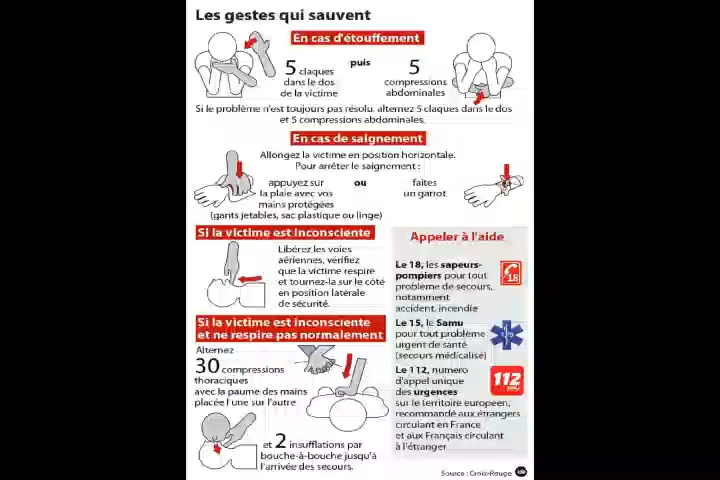 Les gestes qui sauvent
En cas d'étouffement
5 claques
dans le dos
de la victime
puis
5
compressions
abdominales
Si le problème n'est toujours pas résolu, alternez 5 claques dans le dos
et 5 compressions abdominales.
En cas de saignement
Allongez la victime en position horizontale.
Pour arrêter le saignement :
appuyez sur
la plaie avec vos
mains protégées
(gants jetables, sac plastique ou linge)
ou
faites
un garrot
Si la victime est inconsciente
Libérez les voies
aériennes, vérifiez
que la victime respire
et tournez-la sur le côté
en position latérale
de sécurité.
Si la victime est inconsciente
et ne respire pas normalement
Alternez
30 compressions
thoraciques
avec la paume des mains
placée l'une sur l'autre
et 2 insufflations par
bouche-à-bouche jusqu'à
l'arrivée des secours.
Appeler à l'aide
Le 18, les sapeurs-
pompiers pour tout
problème de secours,
notamment
accident, incendie
18
Le 15, le Samu
pour tout problème
urgent de santé
(secours médicalisé)
Le 112, numero
d'appel unique
des urgences
sur le territoire européen,
recommandé aux étrangers
circulant en France
et aux Français circulant
à l'étranger
112
Source : Croix-Rouge